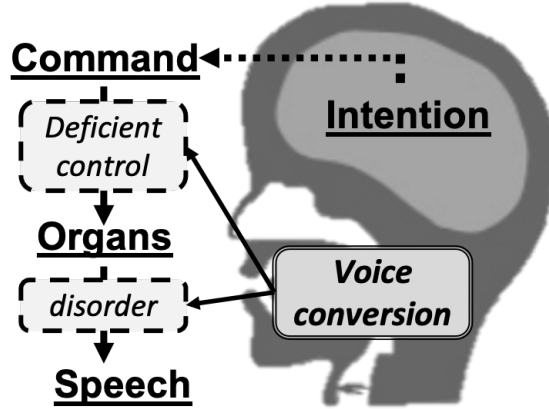 Command
Deficient
control
Organs
disorder
Speech
Intention
Voice
conversion